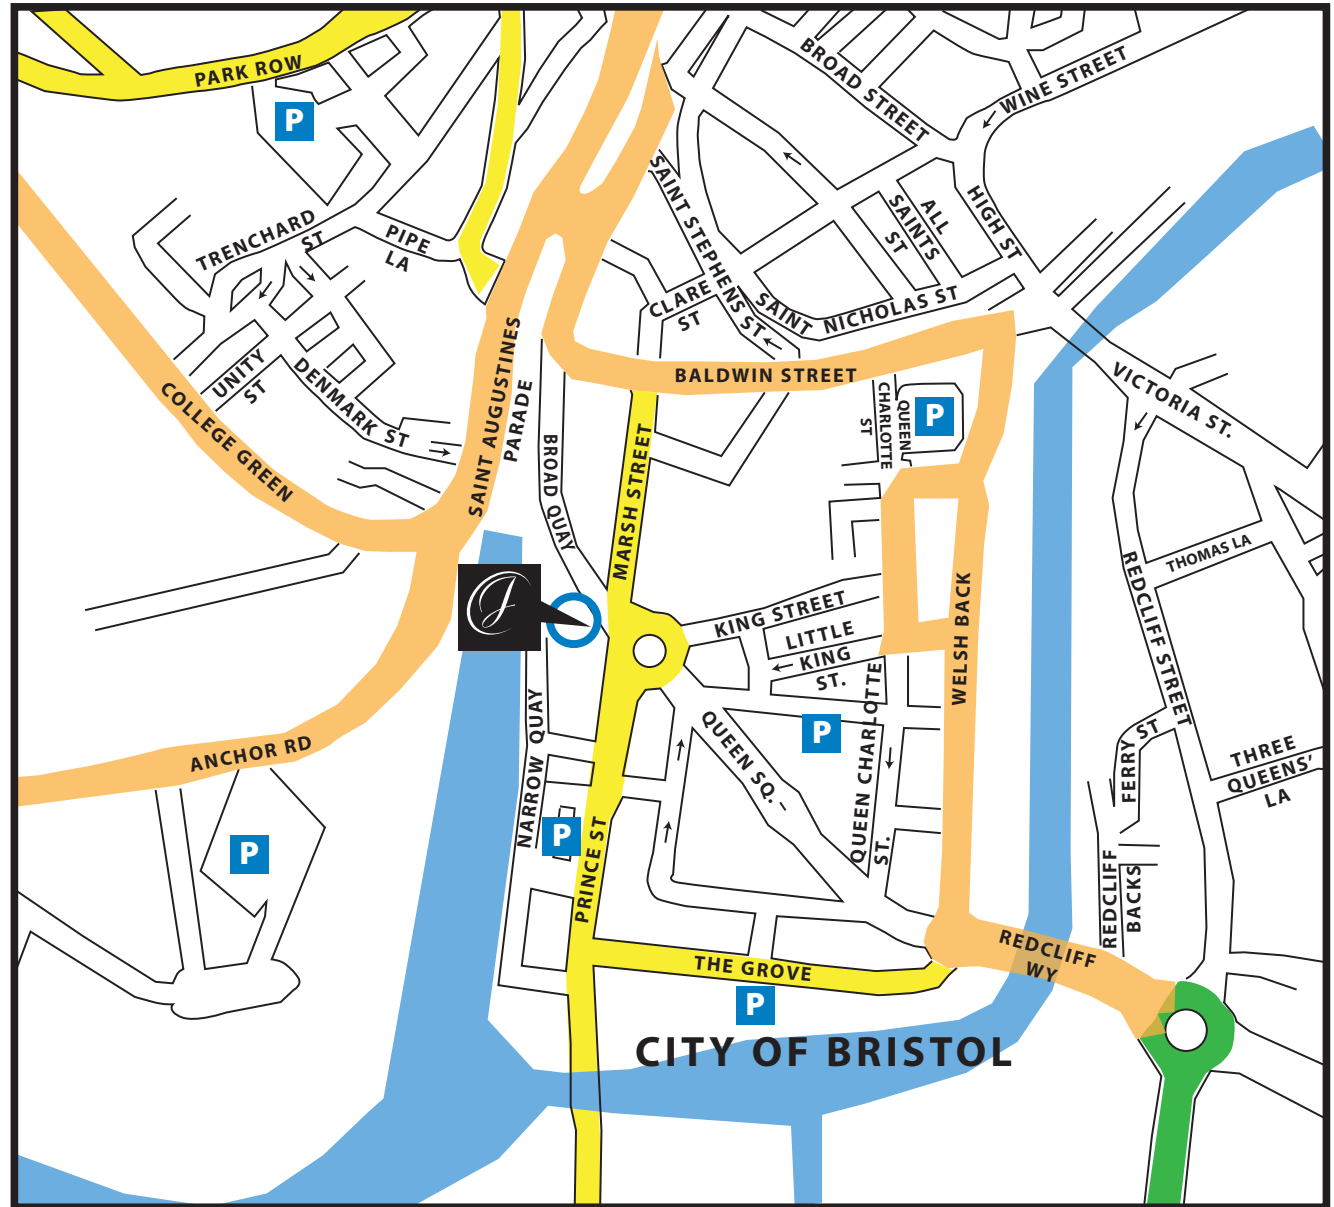 PARK ROW
BROAD STREET
WINE STREET
P
SAINT STEPHENS ST
HIGH ST
ALL
SAINTS
ST
TRENCHARD
ST
PIPE
LA
CLARE
ST
SAINT
NICHOLAS ST
UNITY
ST
DENMARK ST
COLLEGE GREEN
SAINT AUGUSTINES
PARADE
BALDWIN STREET
VICTORIA ST.
QUEEN
CHARLOTTE
ST
P
BROAD QUAY
MARSH STREET
THOMAS LA
REDCLIFF STREET
J
KING STREET
LITTLE
KING
ST.
WELSH BACK
ANCHOR RD
NARROW QUAY
QUEEN SQ.
P
QUEEN CHARLOTTE
ST.
FERRY ST
THREE
QUEENS'
LA
P
P
PRINCE ST
REDCLIFF
BACKS
THE GROVE
REDCLIFF
WY
P
CITY OF BRISTOL